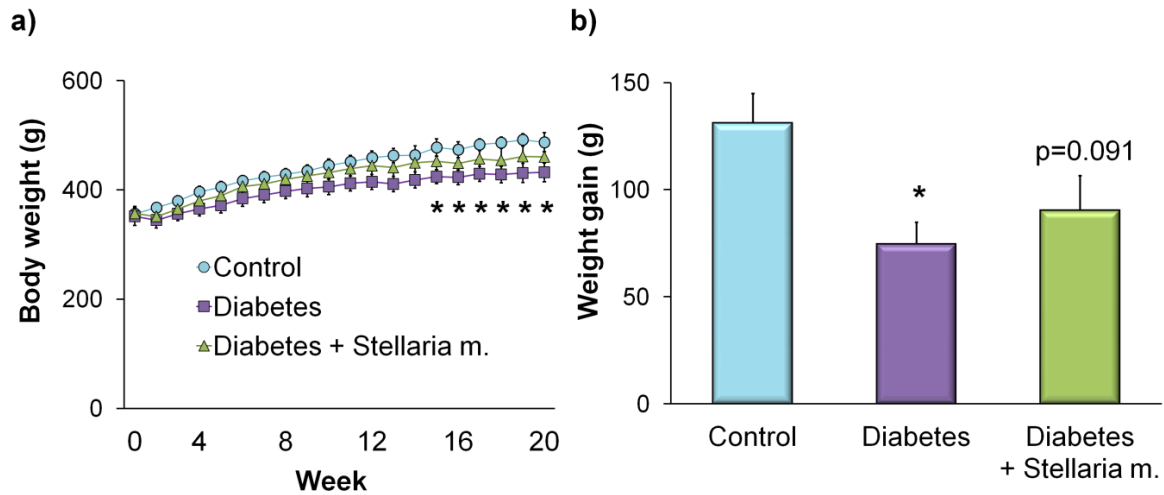 a)
Body weight (g)
600
400
200
0
* * * * * *
Control
Diabetes
Diabetes + Stellaria m.
0 4 8 12 16 20
Week
b)
Weight gain (g)
150
100
50
0
*
p=0.091
Control
Diabetes
Diabetes
+ Stellaria m.